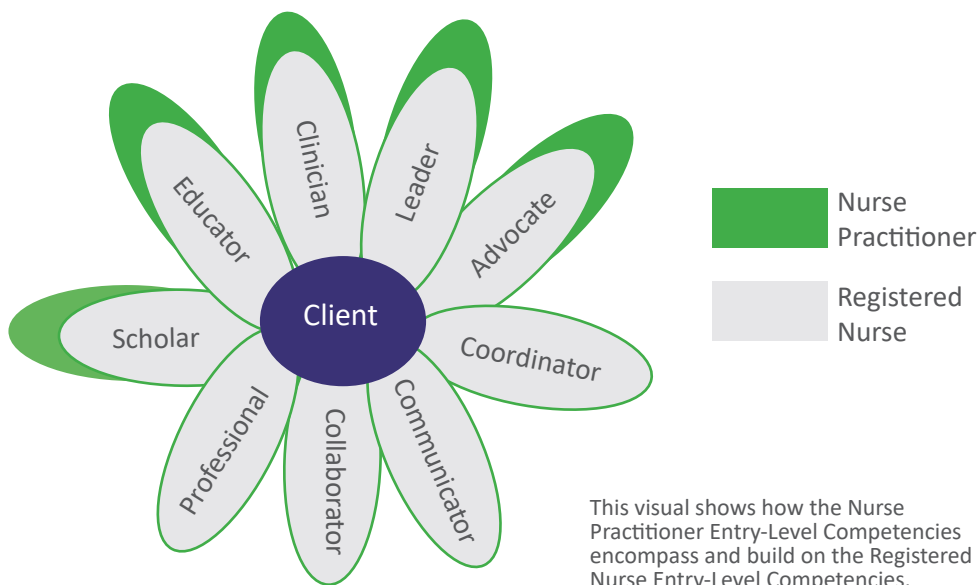 Clinician
Leader
Educator
Advocate
Client
Scholar
Coordinator
Professional
Collaborator
Communicator
Nurse
Practitioner
Registered
Nurse
This visual shows how the Nurse
Practitioner Entry-Level Competencies
encompass and build on the Registered
Nurse Entry-Level Competencies.